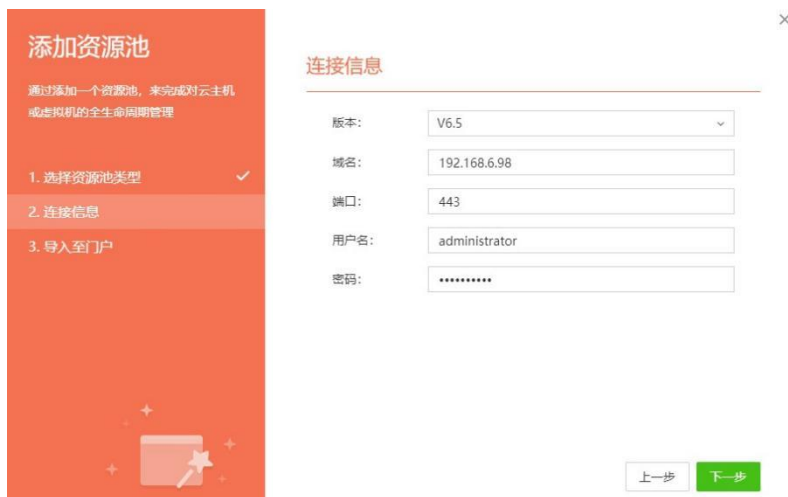 添加资源池
通过添加一个资源池，来完成对云主机
或虚拟机的全生命周期管理
1. 选择资源池类型
2. 连接信息
3. 导入至门户
连接信息
版本： V6.5
域名： 192.168.6.98
端口： 443
用户名： administrator
密码： ••••••••••
上一步 下一步